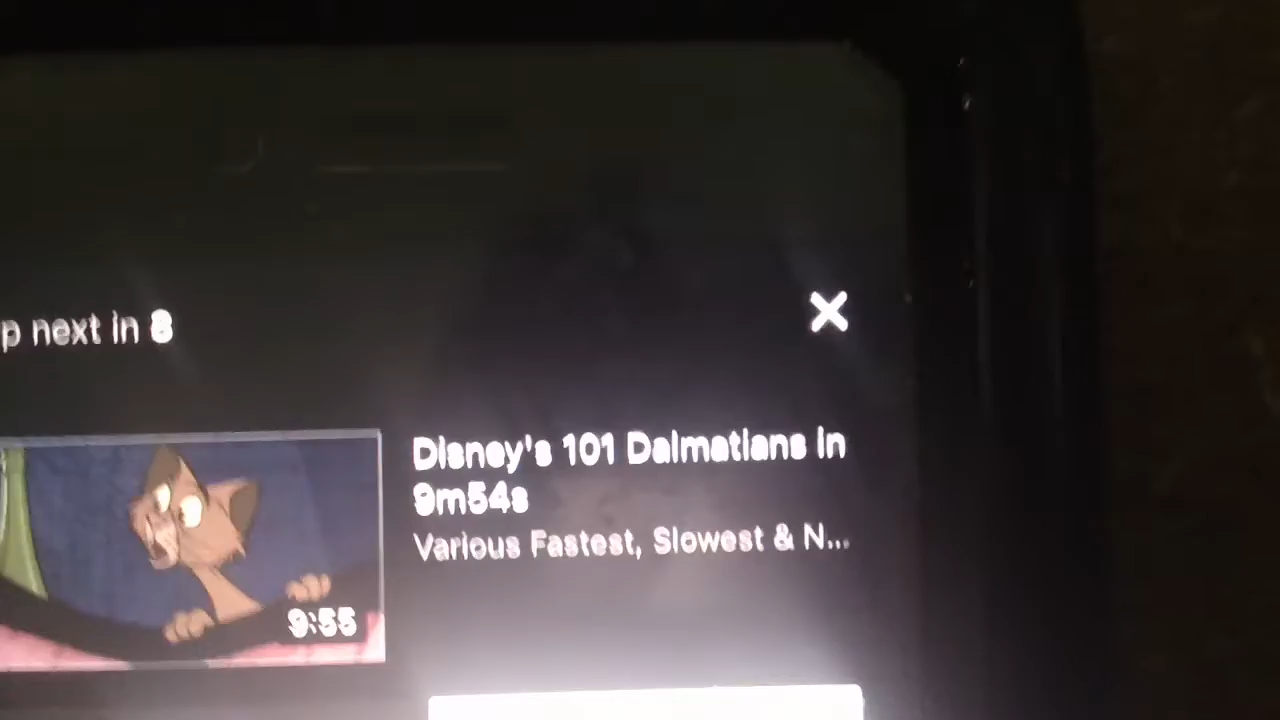 p next in 8
Disney's 101 Dalmatians in
9m54s
Various Fastest, Slowest & N...
9:55